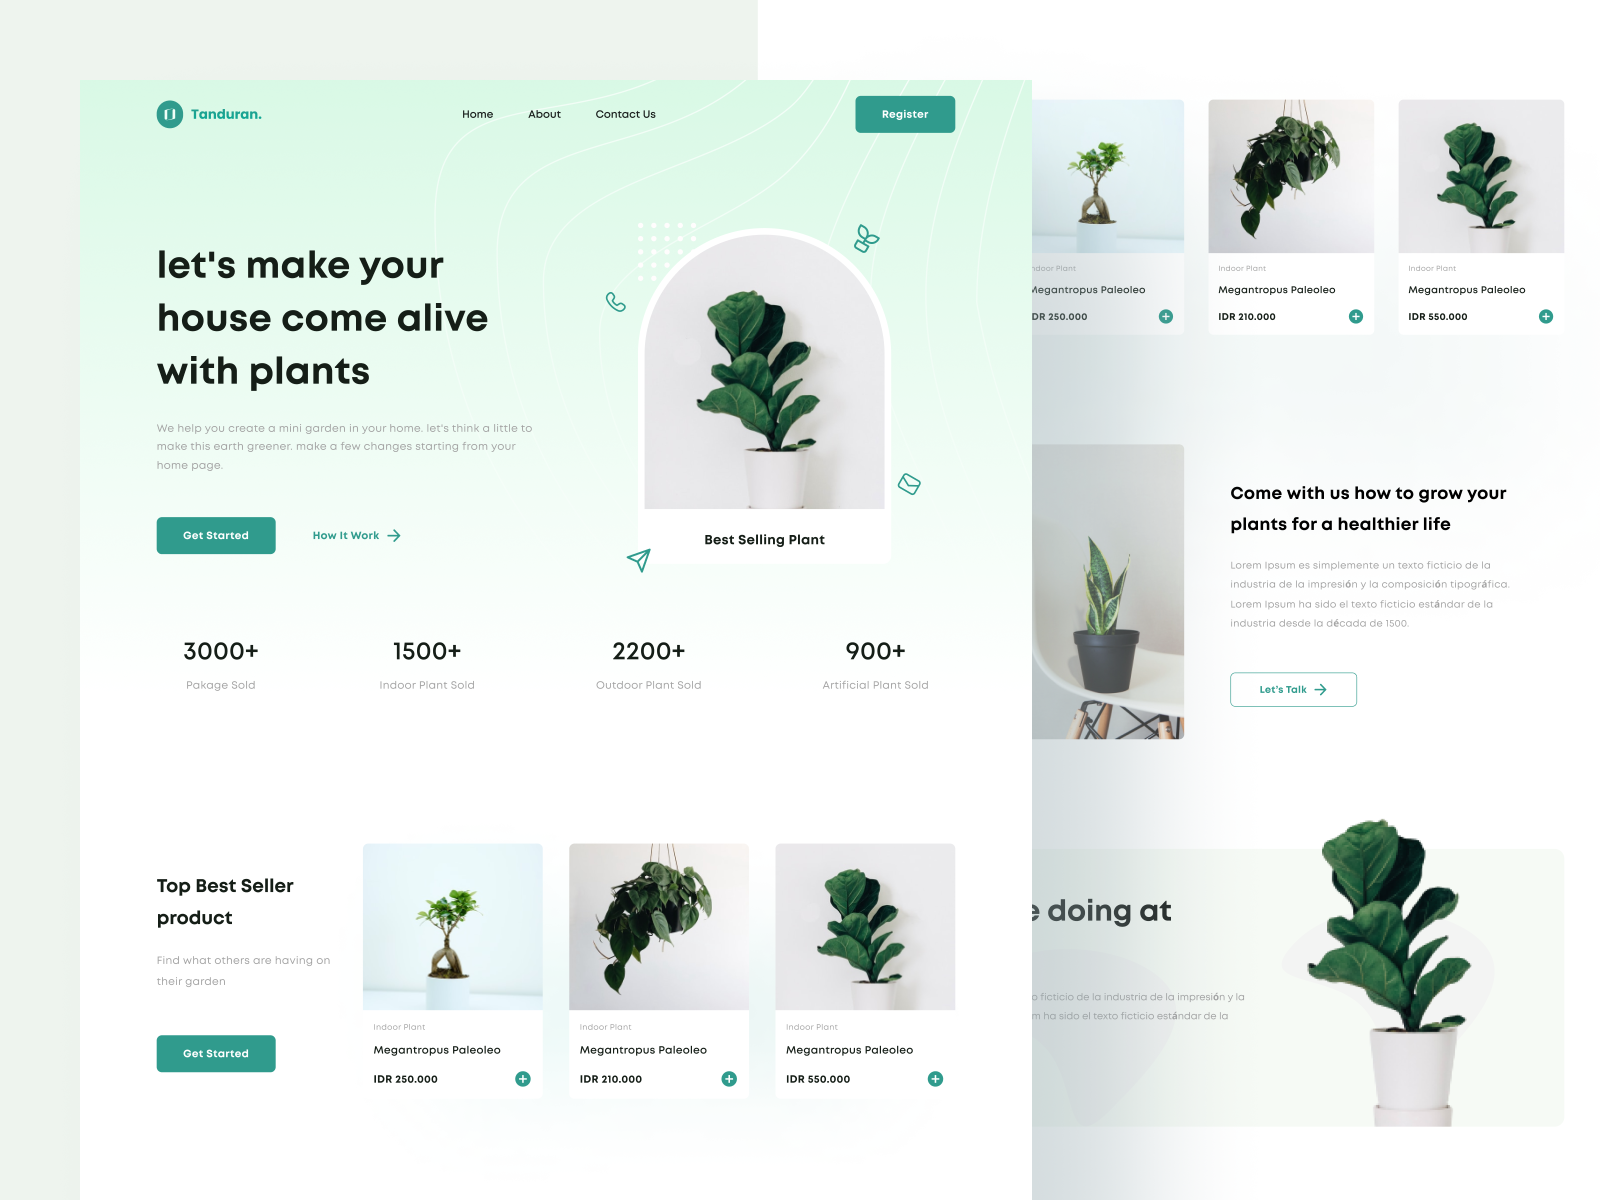 Tanduran.
Home
About
Contact Us
Register
let's make your
house come alive
with plants
We help you create a mini garden in your home. let's think a little to
make this earth greener. make a few changes starting from your
home page.
Get Started
How It Work
Best Selling Plant
3000+
Pakage Sold
1500+
Indoor Plant Sold
2200+
Outdoor Plant Sold
900+
Artificial Plant Sold
Top Best Seller
product
Find what others are having on
their garden
Get Started
Indoor Plant
Megantropus Paleoleo
IDR 250.000
Indoor Plant
Megantropus Paleoleo
IDR 210.000
Indoor Plant
Megantropus Paleoleo
IDR 550.000
ndoor Plant
Megantropus Paleoleo
DR 250.000
Indoor Plant
Megantropus Paleoleo
IDR 210.000
Indoor Plant
Megantropus Paleoleo
IDR 550.000
Come with us how to grow your
plants for a healthier life
Lorem Ipsum es simplemente un texto ficticio de la
industria de la impresión y la composición tipográfica.
Lorem Ipsum ha sido el texto ficticio estándar de la
industria desde la década de 1500.
Let's Talk
e doing at
o ficticio de la industria de la impresión y la
m ha sido el texto ficticio estándar de la